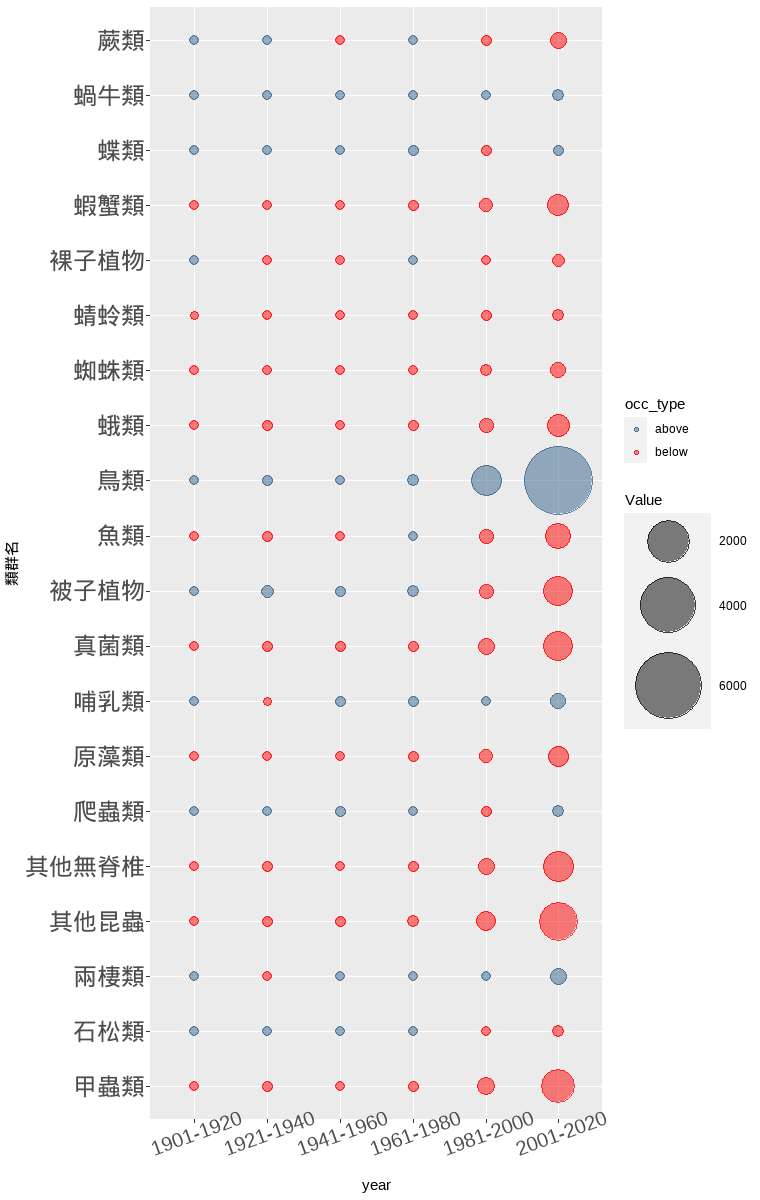 蕨類
蝸牛類
蝶類
蝦蟹類
裸子植物
蜻蛉類
蜘蛛類
蛾類
鳥類
魚類
被子植物
真菌類
哺乳類
原藻類
爬蟲類
其他無脊椎
其他昆蟲
兩棲類
石松類
甲蟲類
類群名
1901-1920
1921-1940
1941-1960
1961-1980
1981-2000
2001-2020
year
occ_type
above
below
Value
2000
4000
6000